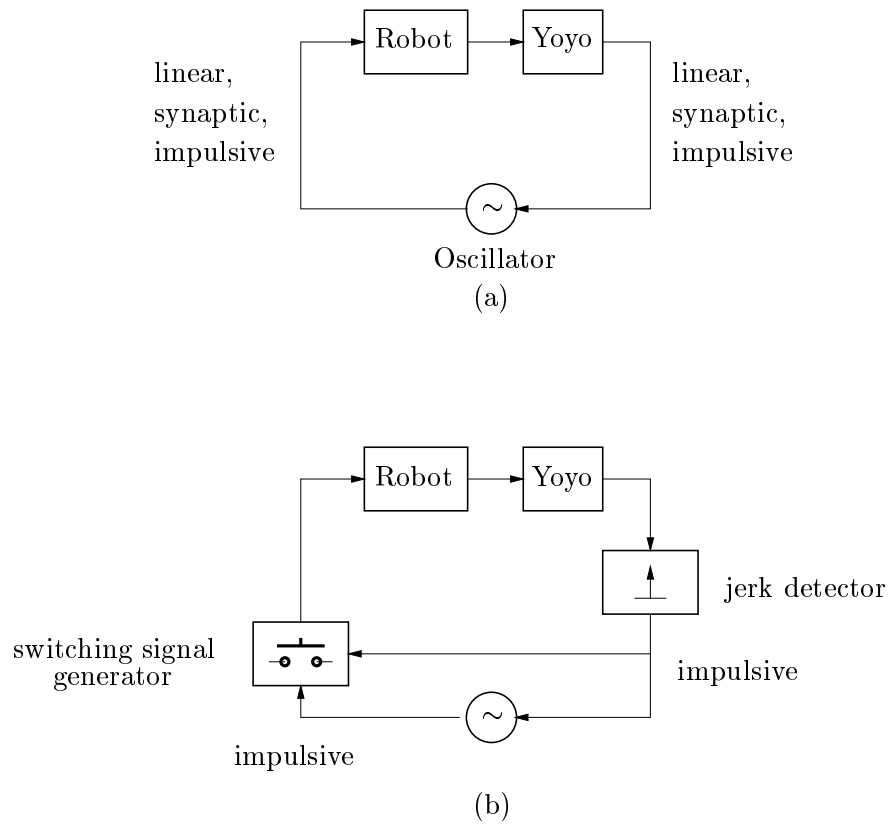 Robot
Yoyo
linear,
synaptic,
impulsive
linear,
synaptic,
impulsive
~
Oscillator
(a)
Robot
Yoyo
jerk detector
switching signal
generator
impulsive
~
impulsive
(b)